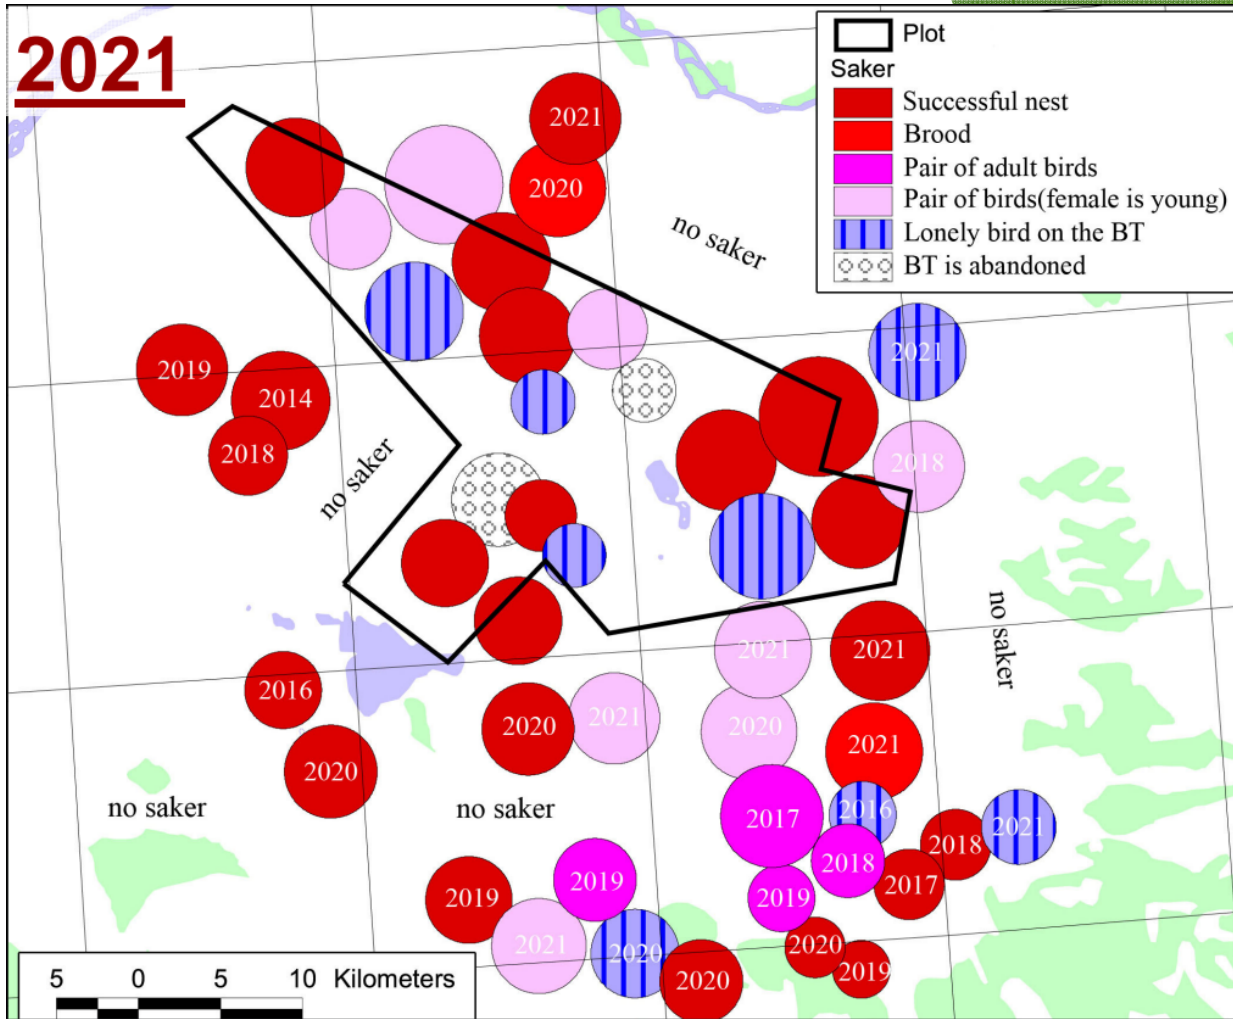 2021
Plot
Saker
Successful nest
Brood
Pair of adult birds
Pair of birds(female is young)
Lonely bird on the BT
BT is abandoned
2021
2020
no saker
2021
2019
2014
2018
2018
no saker
no saker
2021
2021
2016
2020
2021
2020
2021
2020
no saker
no saker
2017
2016
2018
2021
2018
2017
2019
2019
2019
2021
2020
2020
2020
2019
5 0 5 10 Kilometers